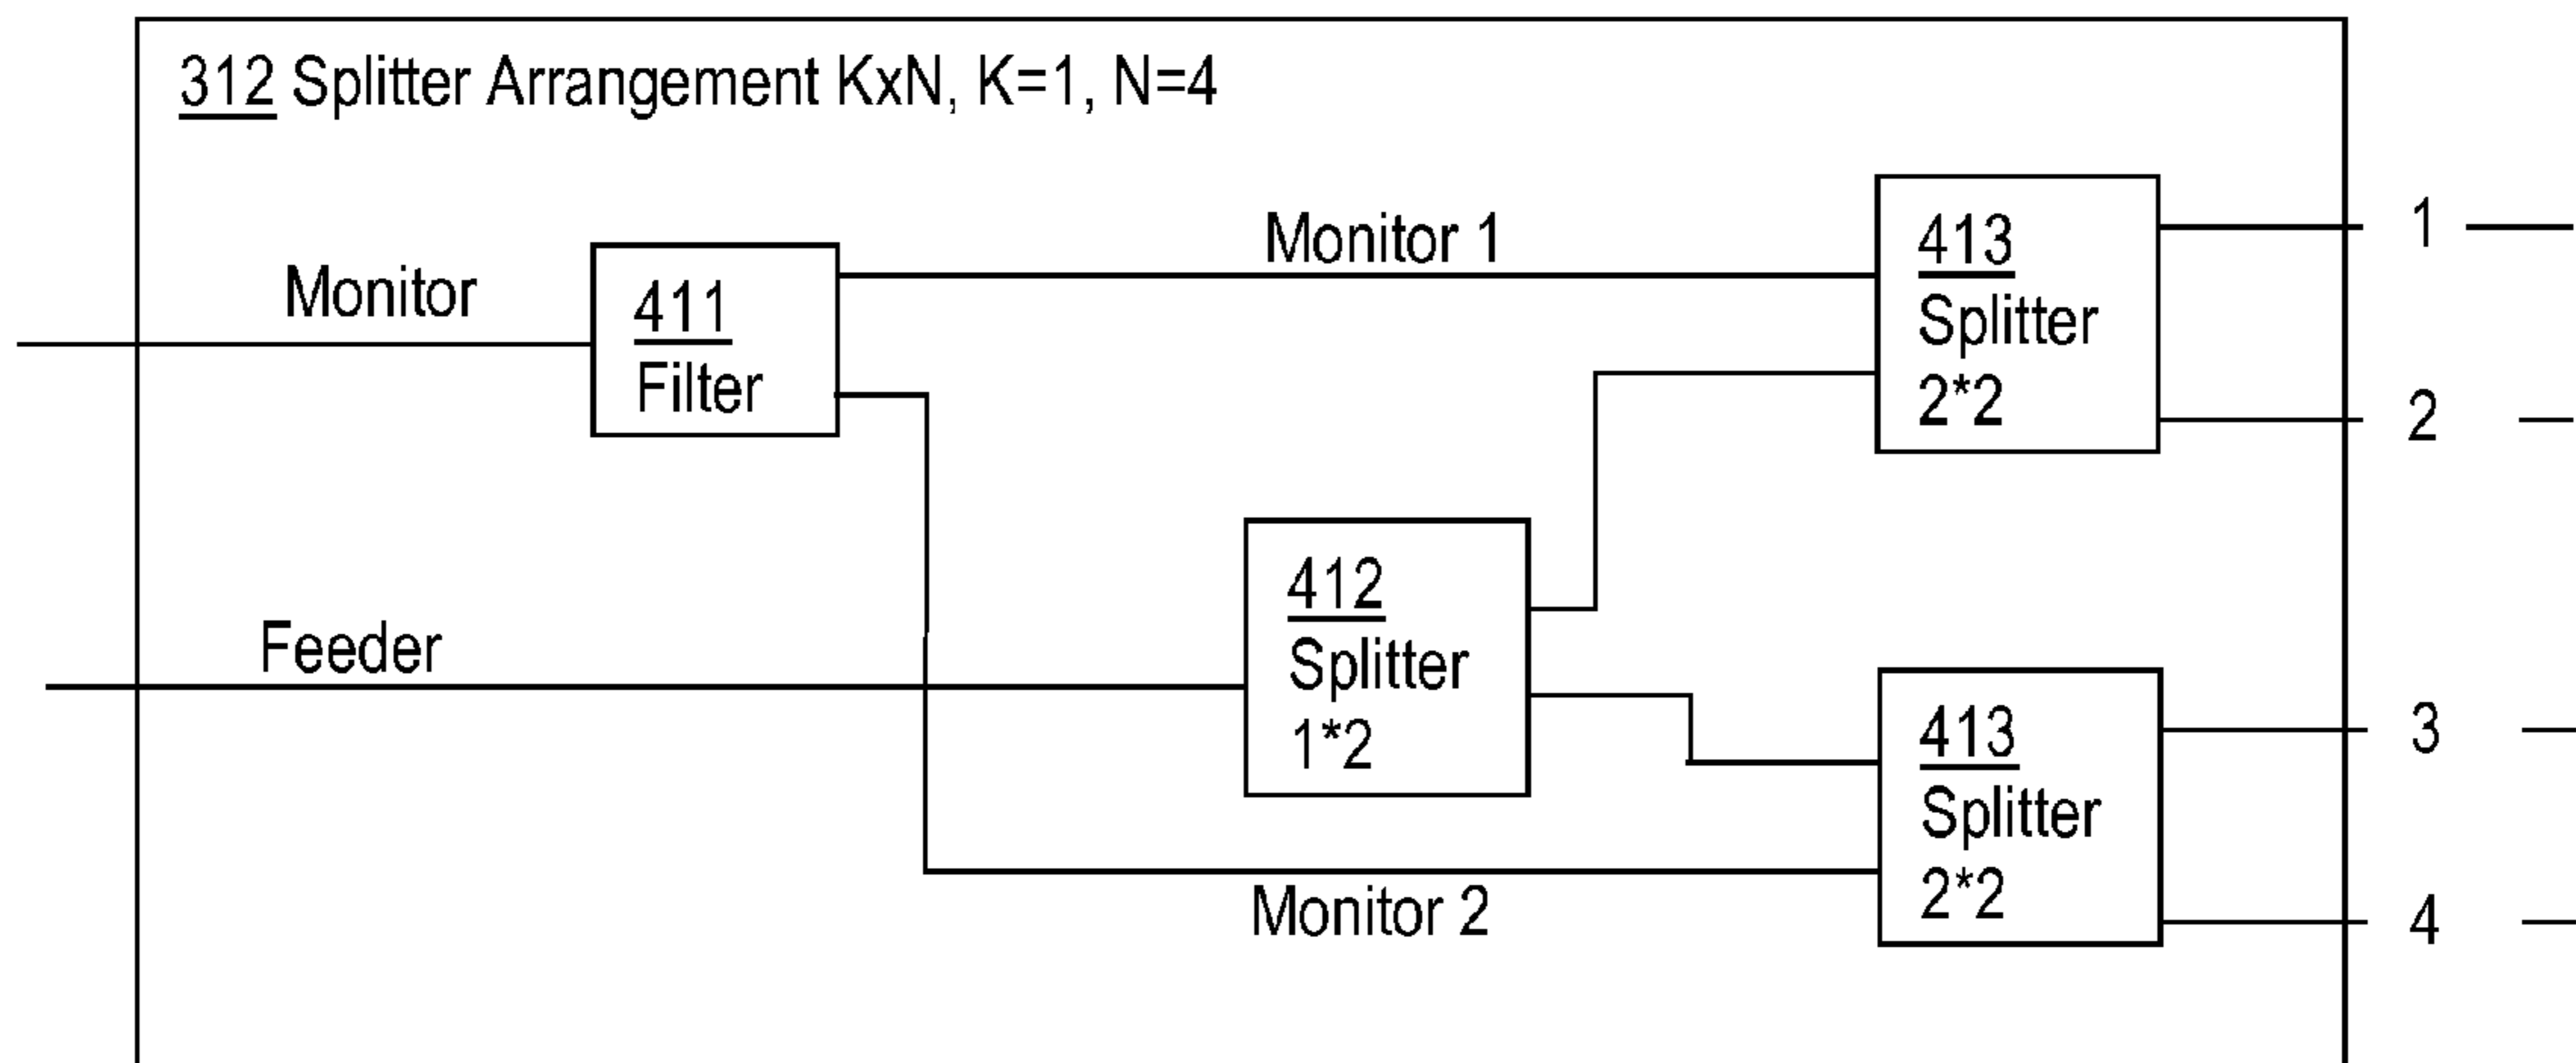 312 Splitter Arrangement KxN, K=1, N=4
Monitor
411
Filter
Monitor 1
413
Splitter
2*2
1
2
Feeder
412
Splitter
1*2
Monitor 2
413
Splitter
2*2
3
4